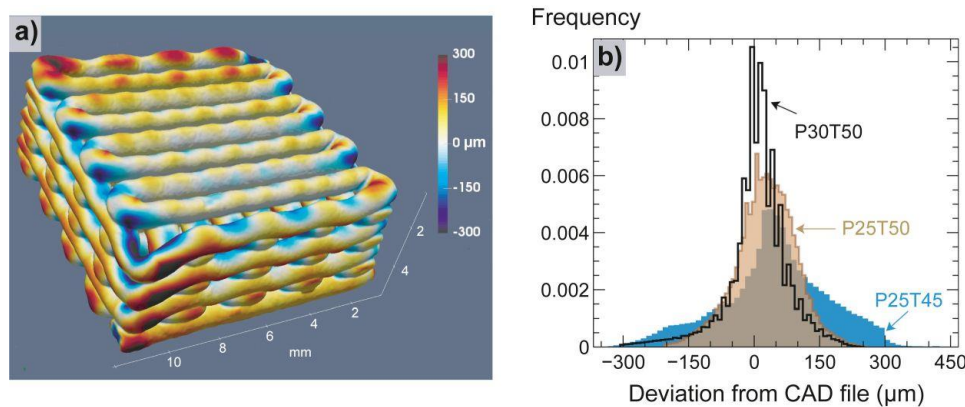 a)
300
150
0 µm
-150
-300
2
4
2
4
6
8
10
mm
Frequency
b)
0.01
0.008
0.006
0.004
0.002
0
P30T50
P25T50
P25T45
−300 −150 0 150 300 450
Deviation from CAD file (µm)